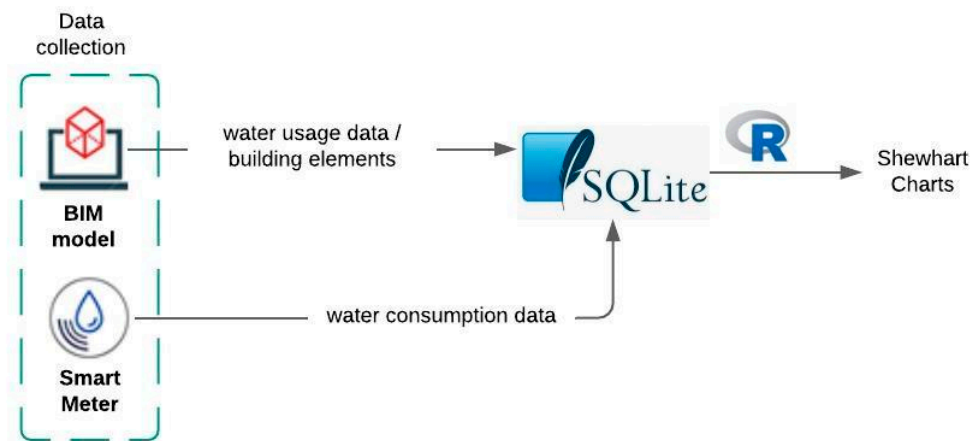 Data
collection
water usage data /
building elements
BIM
model
SQLite
R
Shewhart
Charts
water consumption data
Smart
Meter